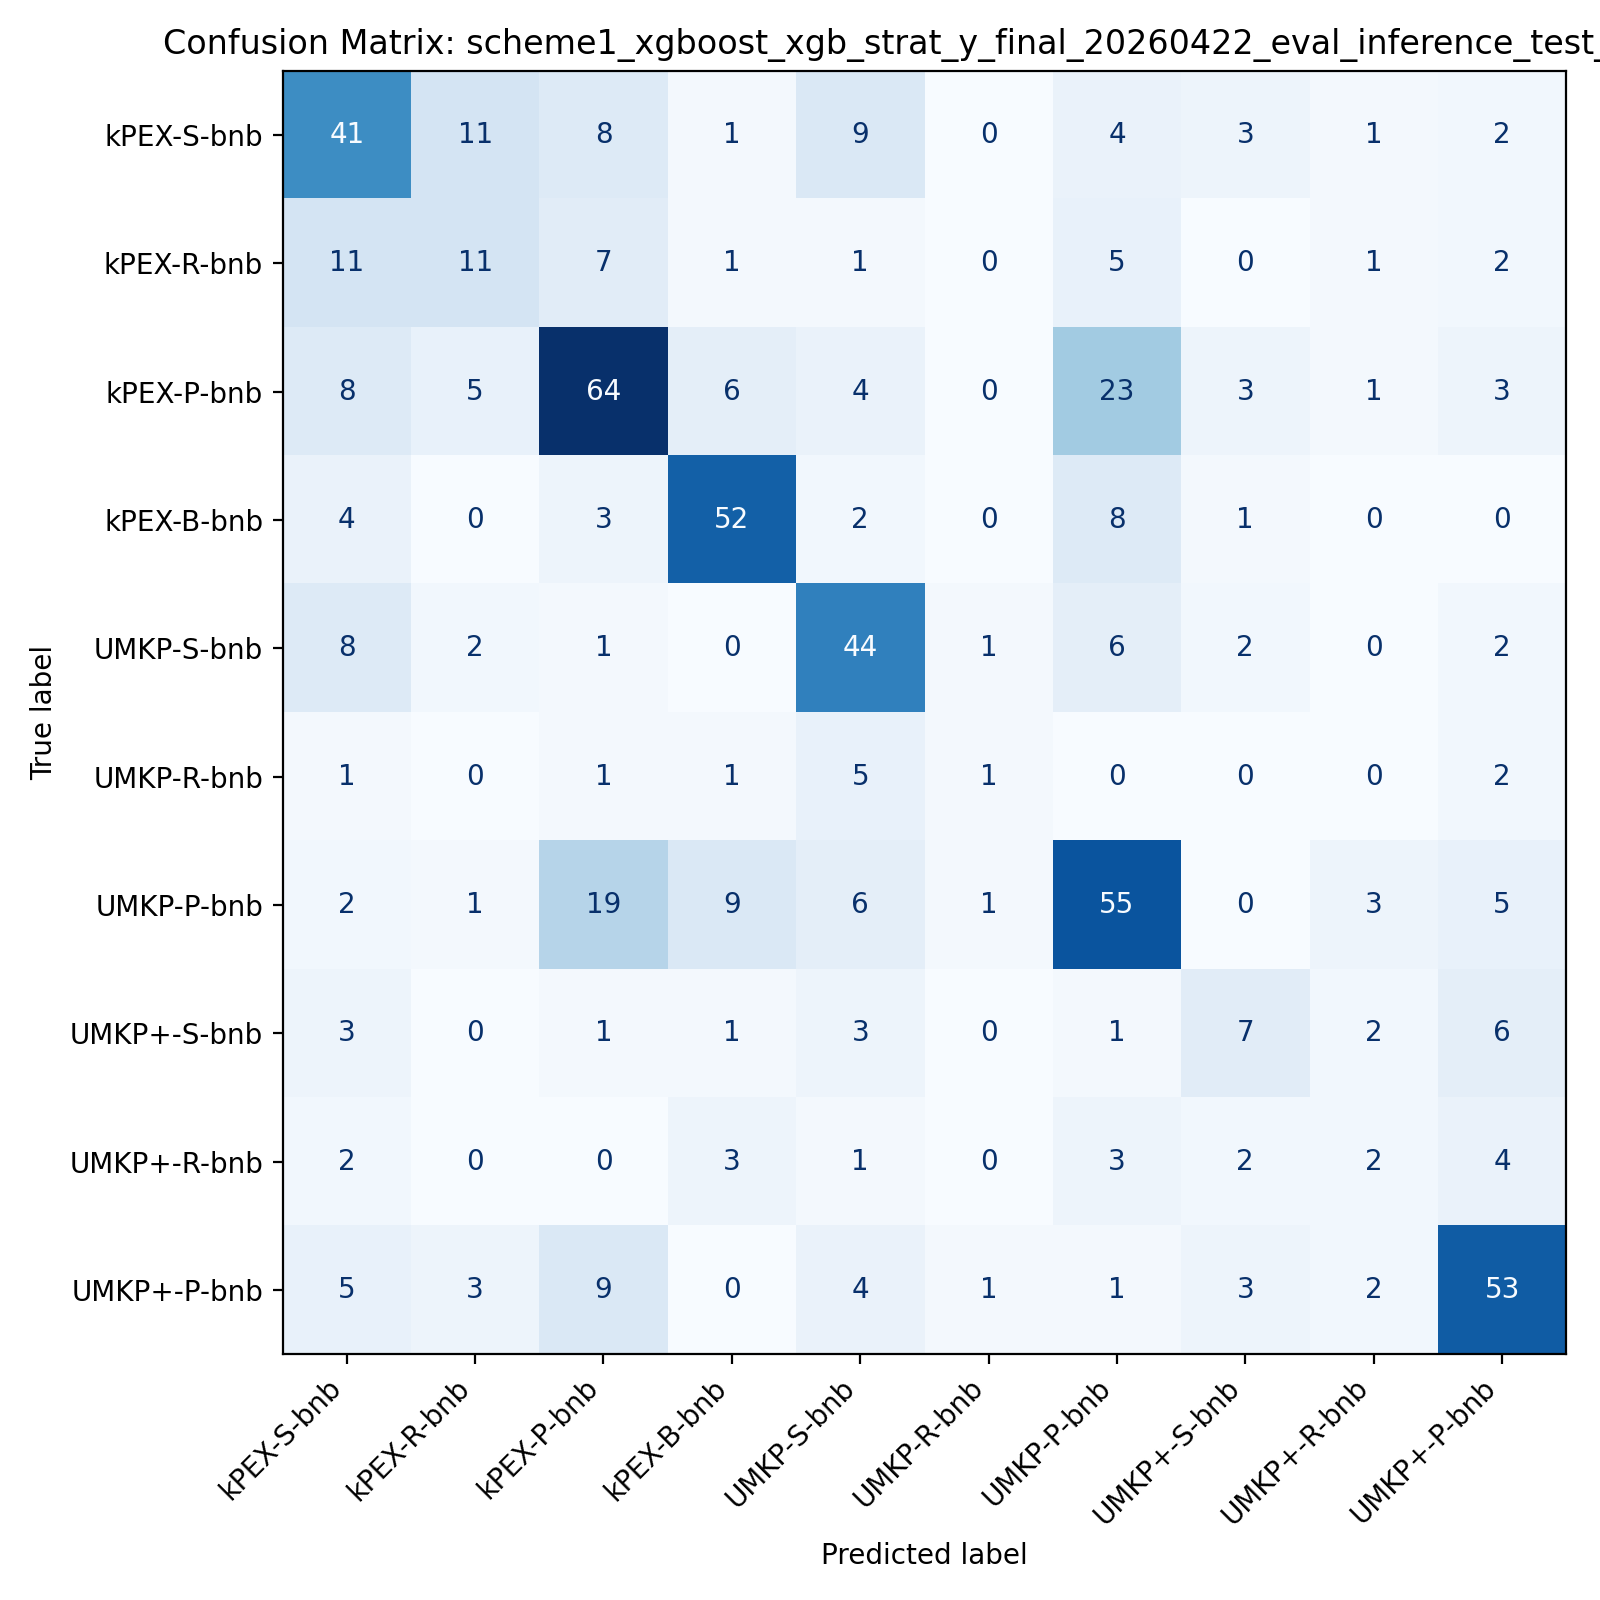 Confusion Matrix: scheme1_xgboost_xgb_strat_y_final_20260422_eval_inference_test_
kPEX-S-bnb 41 11 8 1 9 0 4 3 1 2
kPEX-R-bnb 11 11 7 1 1 0 5 0 1 2
kPEX-P-bnb 8 5 64 6 4 0 23 3 1 3
kPEX-B-bnb 4 0 3 52 2 0 8 1 0 0
UMKP-S-bnb 8 2 1 0 44 1 6 2 0 2
UMKP-R-bnb 1 0 1 1 5 1 0 0 0 2
UMKP-P-bnb 2 1 19 9 6 1 55 0 3 5
UMKP+-S-bnb 3 0 1 1 3 0 1 7 2 6
UMKP+-R-bnb 2 0 0 3 1 0 3 2 2 4
UMKP+-P-bnb 5 3 9 0 4 1 1 3 2 53
True label
kPEX-S-bnb kPEX-R-bnb kPEX-P-bnb kPEX-B-bnb UMKP-S-bnb UMKP-R-bnb UMKP-P-bnb UMKP+-S-bnb UMKP+-R-bnb UMKP+-P-bnb
Predicted label